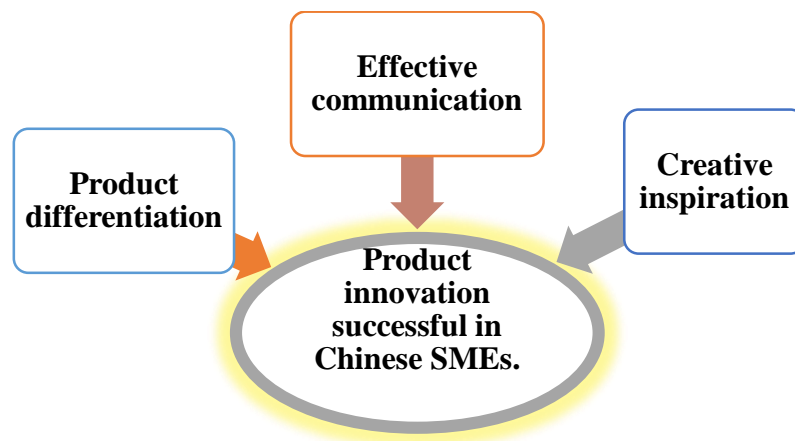 Effective
communication
Product
differentiation
Creative
inspiration
Product
innovation
successful in
Chinese SMEs.